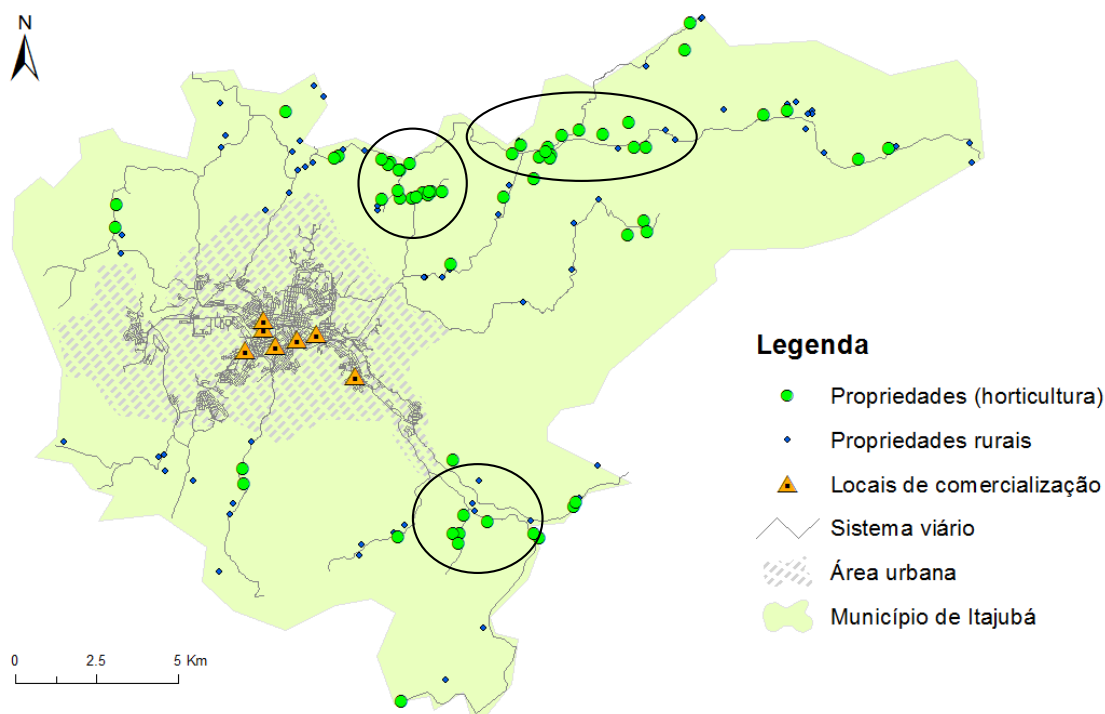 N
Legenda
Propriedades (horticultura)
Propriedades rurais
Locais de comercialização
Sistema viário
Área urbana
Município de Itajubá
0 2.5 5 Km